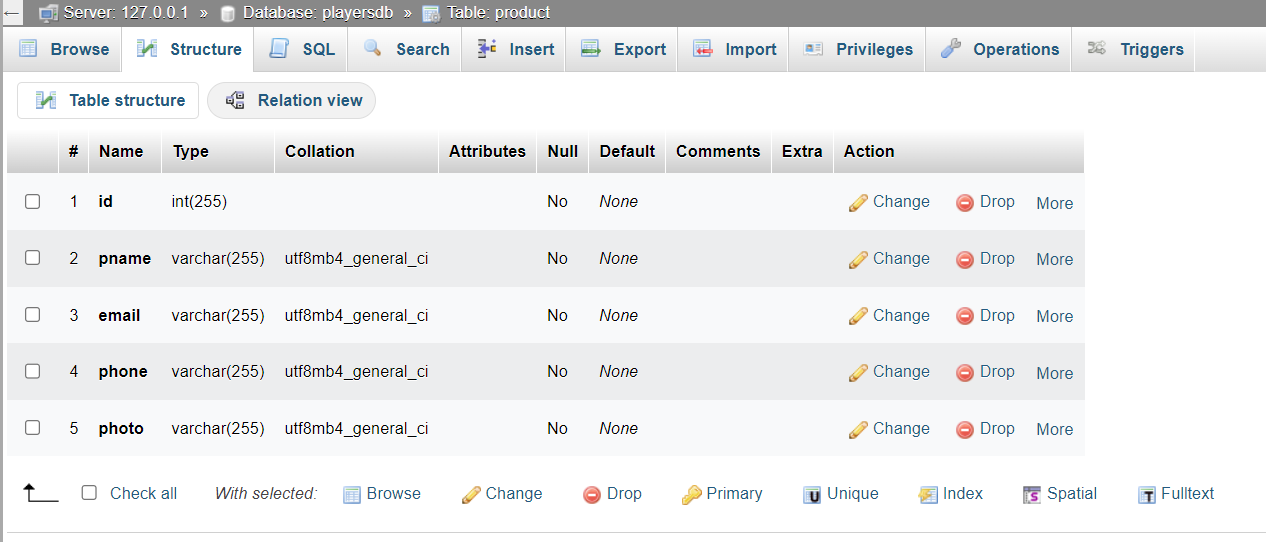 Server: 127.0.0.1 » Database: playersdb » Table: product
Browse Structure SQL Search Insert Export Import Privileges Operations Triggers
Table structure Relation view
# Name Type Collation Attributes Null Default Comments Extra Action
1 id int(255) No None Change Drop More
2 pname varchar(255) utf8mb4_general_ci No None Change Drop More
3 email varchar(255) utf8mb4_general_ci No None Change Drop More
4 phone varchar(255) utf8mb4_general_ci No None Change Drop More
5 photo varchar(255) utf8mb4_general_ci No None Change Drop More
Check all With selected: Browse Change Drop Primary Unique Index Spatial Fulltext